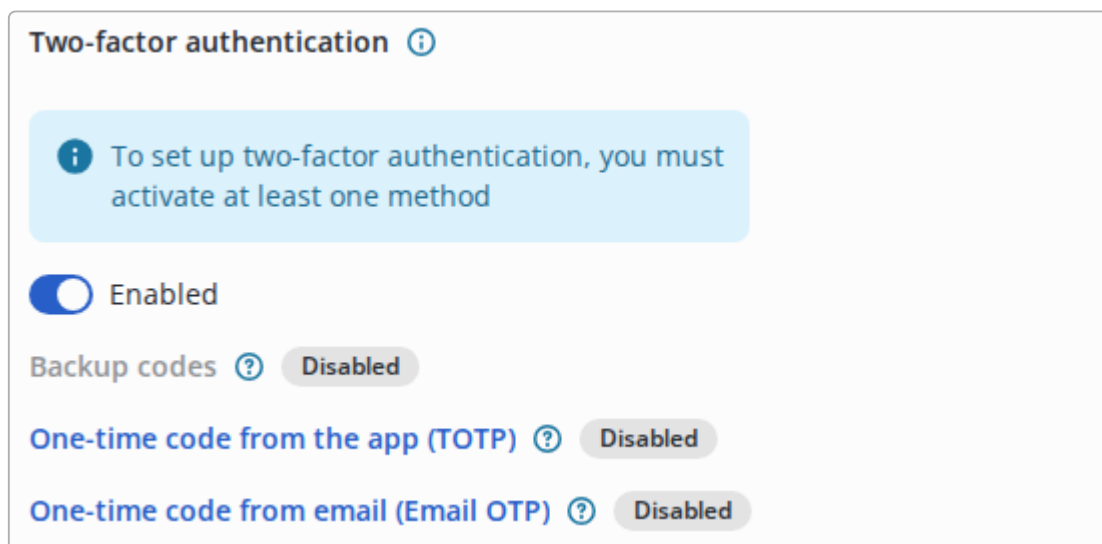 Two-factor authentication
To set up two-factor authentication, you must
activate at least one method
Enabled
Backup codes Disabled
One-time code from the app (TOTP) Disabled
One-time code from email (Email OTP) Disabled